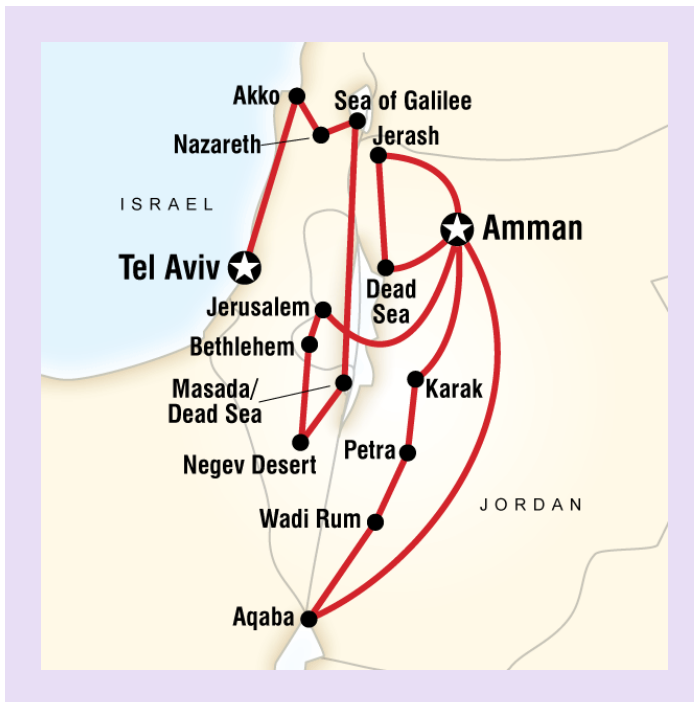 Akko
Sea of Galilee
Nazareth
Jerash
ISRAEL
Amman
Tel Aviv
Dead
Sea
Jerusalem
Bethlehem
Masada/
Dead Sea
Karak
Petra
Negev Desert
JORDAN
Wadi Rum
Aqaba